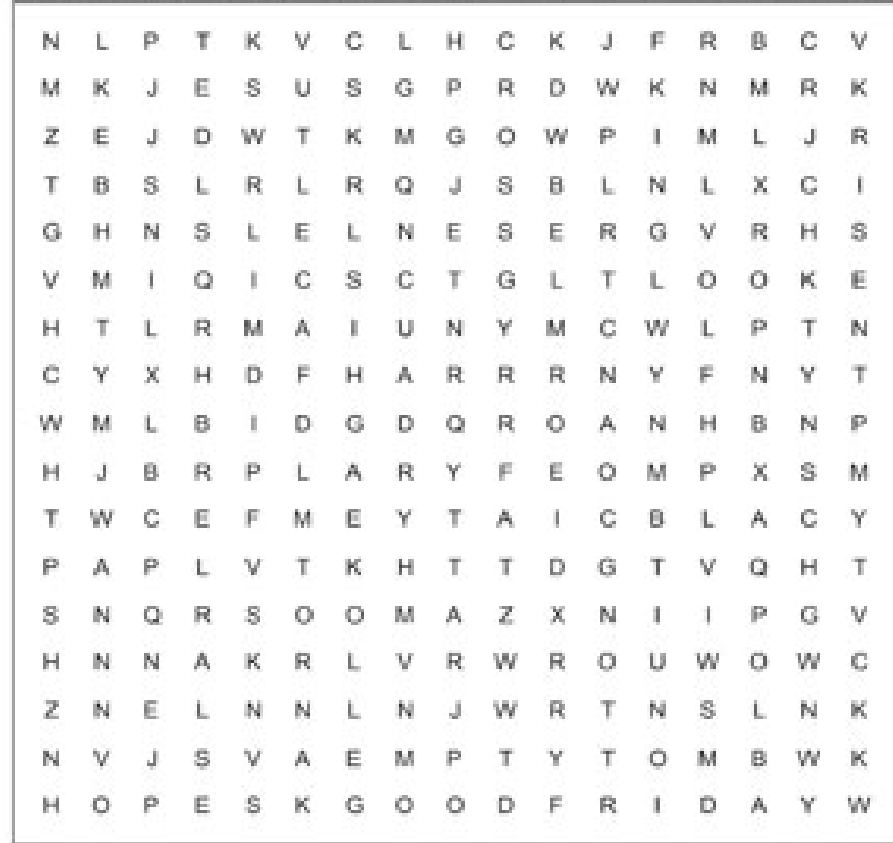 N L P T K V C L H C K J F R B C V
M K J E S U S G P R D W K N M R K
Z E J D W T K M G O W P I M L J R
T B S L R L R Q J S B L N L X C I
G H N S L E L N E S E R G V R H S
V M I Q I C S C T G L T L O O K E
H T L R M A I U N Y M C W L P T N
C Y X H D F H A R R R N Y F N Y T
W M L B I D G D Q R O A N H B N P
H J B R P L A R Y F E O M P X S M
T W C E F M E Y T A I C B L A C Y
P A P L V T K H T T D G T V Q H T
S N Q R S O O M A Z X N I I P G V
H N N A K R L V R W R O U W O W C
Z N E L N N L N J W R T N S L N K
N V J S V A E M P T Y T O M B W K
H O P E S K G O O D F R I D A Y W